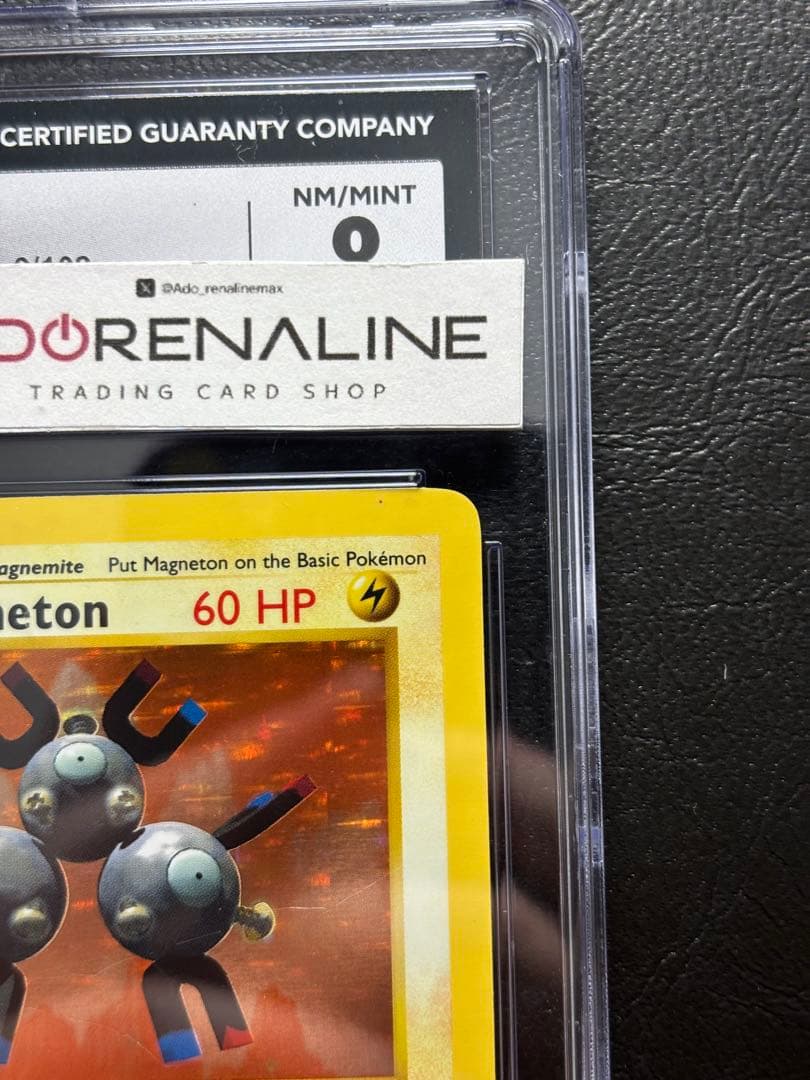 CERTIFIED GUARANTY COMPANY
NM/MINT
@Ado_renalinemax
DORENALINE
TRADING CARD SHOP
agnemite Put Magneton on the Basic Pokémon
neton 60 HP